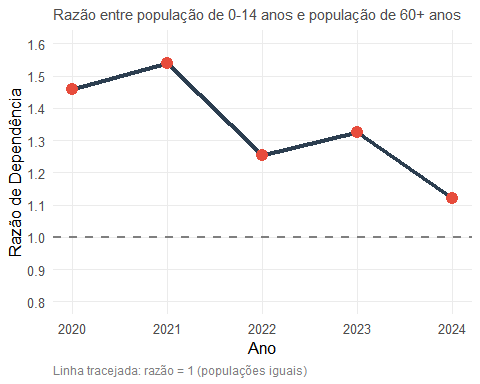 Razão entre população de 0-14 anos e população de 60+ anos
Razão de Dependência
1.6
1.5
1.4
1.3
1.2
1.1
1.0
0.9
0.8
2020 2021 2022 2023 2024
Ano
Linha tracejada: razão = 1 (populações iguais)